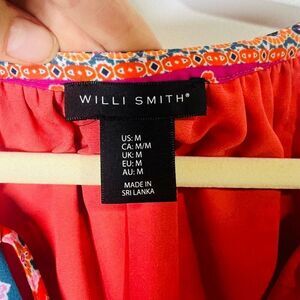 WILLI SMITH®
US: M
CA: M/M
UK: M
EU: M
AU: M
MADE IN
SRI LANKA